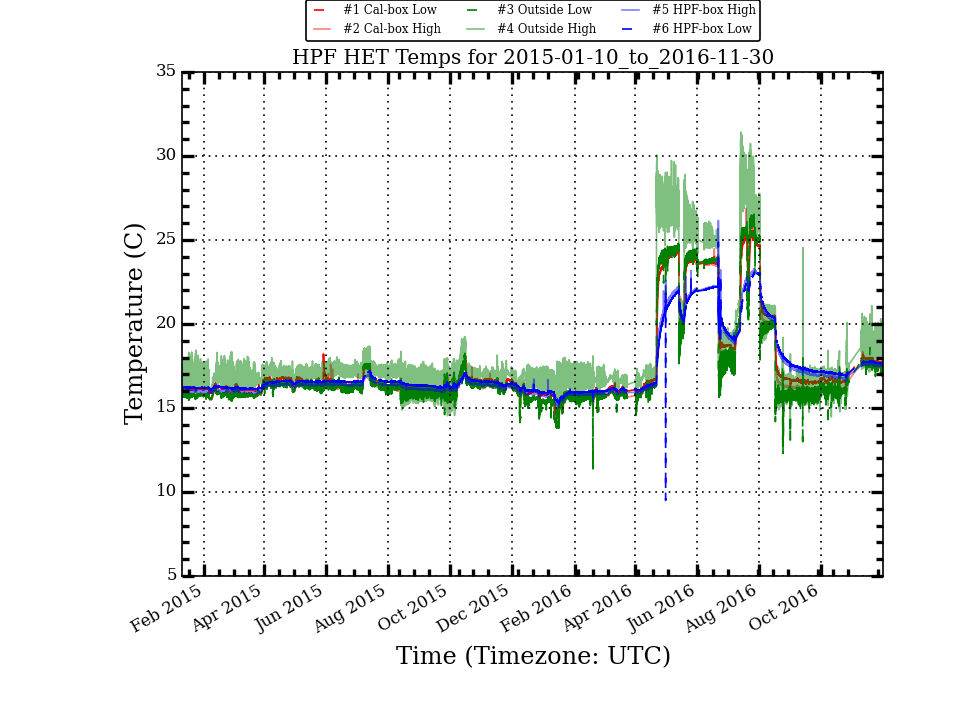 #1 Cal-box Low #3 Outside Low #5 HPF-box High
#2 Cal-box High #4 Outside High #6 HPF-box Low
HPF HET Temps for 2015-01-10_to_2016-11-30
35
30
25
20
15
10
5
Temperature (C)
Feb 2015 Apr 2015 Jun 2015 Aug 2015 Oct 2015 Dec 2015 Feb 2016 Apr 2016 Jun 2016 Aug 2016 Oct 2016
Time (Timezone: UTC)